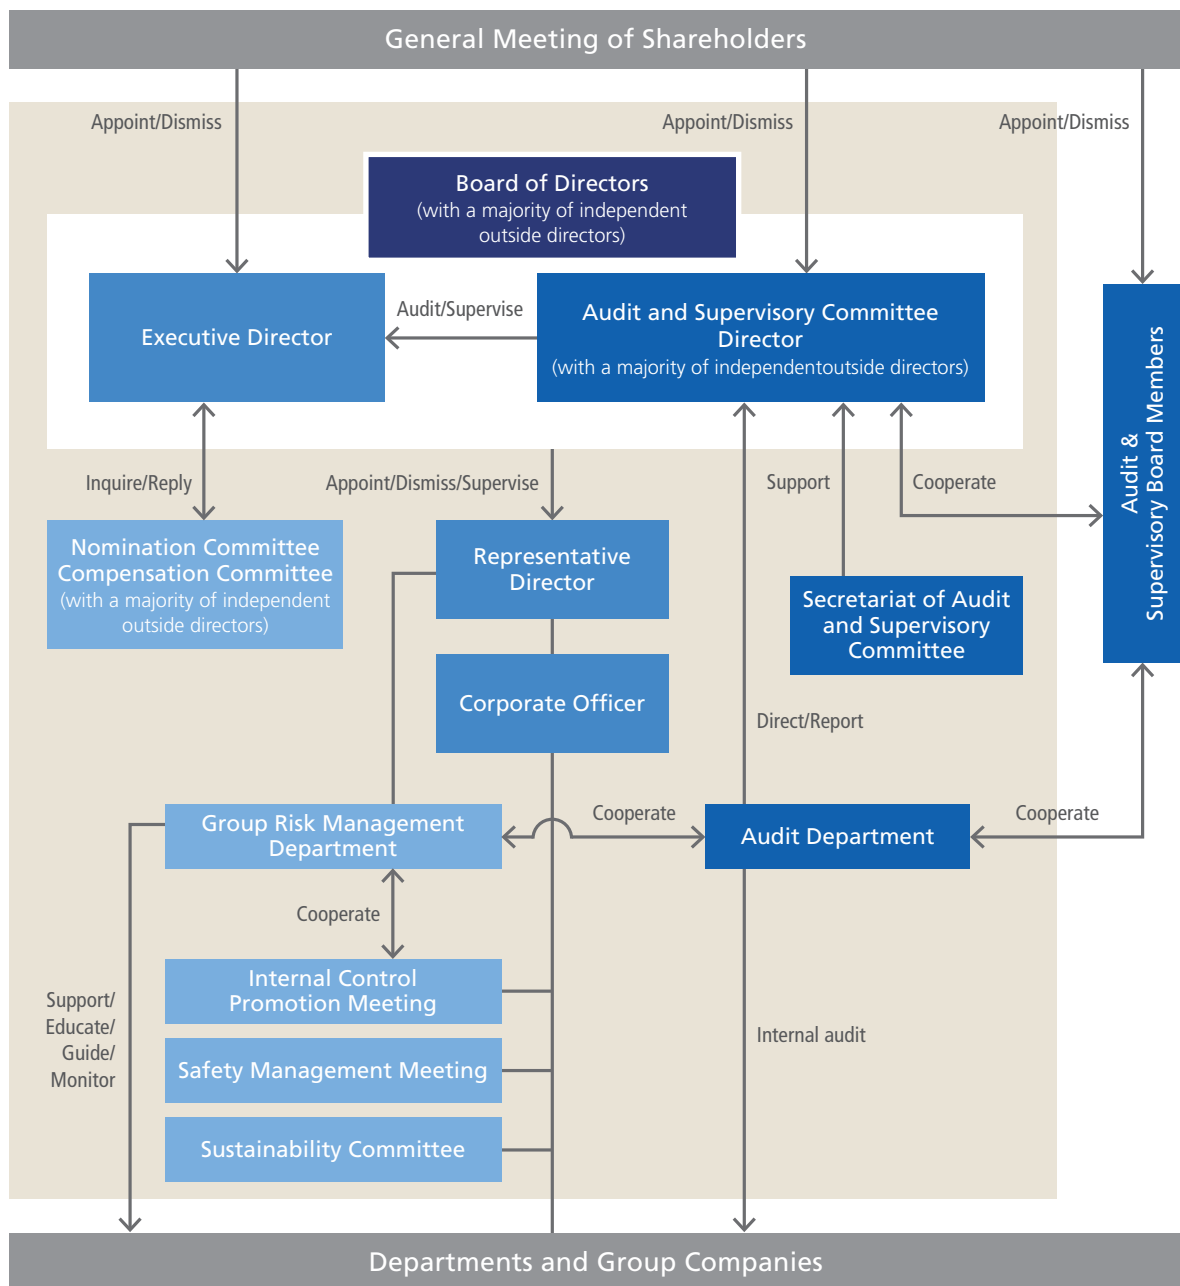 General Meeting of Shareholders
Appoint/Dismiss
Appoint/Dismiss
Appoint/Dismiss
Board of Directors
(with a majority of independent
outside directors)
Executive Director
Audit/Supervise
Audit and Supervisory Committee
Director
(with a majority of independentoutside directors)
Audit &
Supervisory Board Members
Inquire/Reply
Appoint/Dismiss/Supervise
Support
Cooperate
Nomination Committee
Compensation Committee
(with a majority of independent
outside directors)
Representative
Director
Secretariat of Audit
and Supervisory
Committee
Corporate Officer
Direct/Report
Group Risk Management
Department
Cooperate
Audit Department
Cooperate
Cooperate
Internal Control
Promotion Meeting
Support/
Educate/
Guide/
Monitor
Internal audit
Safety Management Meeting
Sustainability Committee
Departments and Group Companies